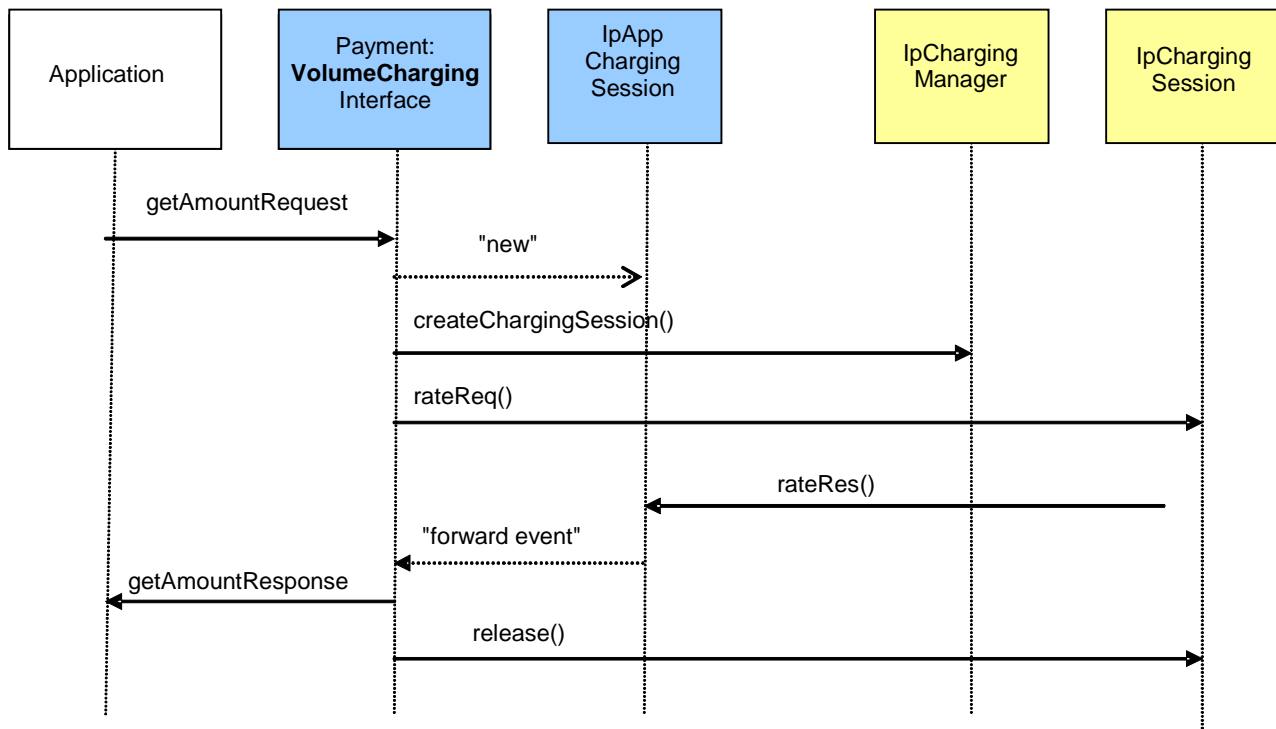 Application
Payment:
VolumeCharging
Interface
IpApp
Charging
Session
IpCharging
Manager
IpCharging
Session
getAmountRequest
"new"
createChargingSession()
rateReq()
rateRes()
"forward event"
getAmountResponse
release()